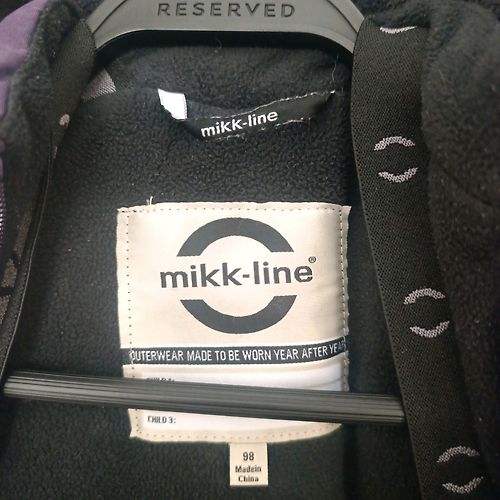 RESERVED
mikk-line
mikk-line®
OUTERWEAR MADE TO BE WORN YEAR AFTER YEAR
CHILD 3:
98
Made in
China